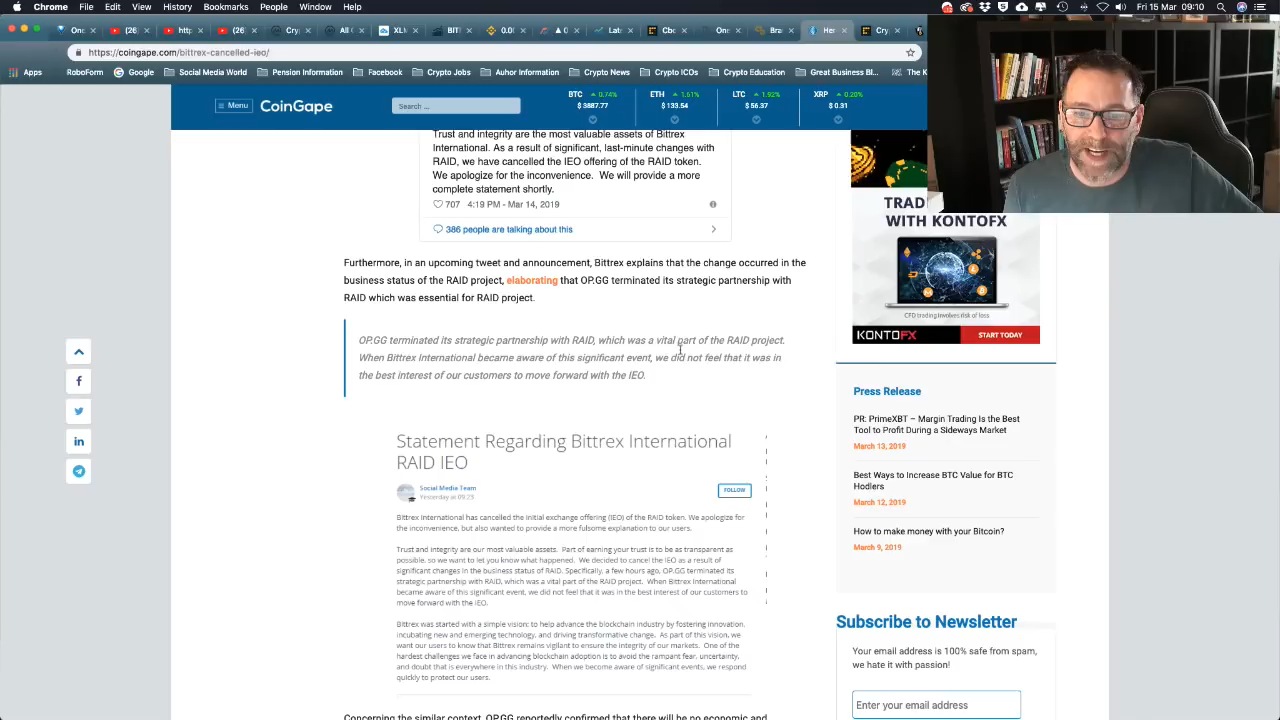 Chrome File Edit View History Bookmarks People Window Help
Fri 15 Mar 09:10
Onc (26 http (26 Cry All C XLM BIT 0.0 0 Late Cbo One Bra Her Cry
https://coingape.com/bittrex-cancelled-ieo/
Apps RoboForm Google Social Media World Pension Information Facebook Crypto Jobs Auhor Information Crypto News Crypto ICOs Crypto Education Great Business Bl... The K
BTC 0.74% ETH 1.61% LTC 1.92% XRP 0.20%
Menu CoinGape Search ... $ 3887.77 $ 133.54 $ 56.37 $ 0.31
Trust and integrity are the most valuable assets of Bittrex
International. As a result of significant, last-minute changes with
RAID, we have cancelled the IEO offering of the RAID token.
We apologize for the inconvenience. We will provide a more
complete statement shortly.
707 4:19 PM - Mar 14, 2019
386 people are talking about this
Furthermore, in an upcoming tweet and announcement, Bittrex explains that the change occurred in the
business status of the RAID project, elaborating that OP.GG terminated its strategic partnership with
RAID which was essential for RAID project.
OP.GG terminated its strategic partnership with RAID, which was a vital part of the RAID project.
When Bittrex International became aware of this significant event, we did not feel that it was in
the best interest of our customers to move forward with the IEO.
Statement Regarding Bittrex International
RAID IEO
Social Media Team
Yesterday at 09:23
FOLLOW
Bittrex International has cancelled the initial exchange offering (IEO) of the RAID token. We apologize for
the inconvenience, but also wanted to provide a more fulsome explanation to our users.
Trust and integrity are our most valuable assets. Part of earning your trust is to be as transparent as
possible, so we want to let you know what happened. We decided to cancel the IEO as a result of
significant changes in the business status of RAID. Specifically, a few hours ago, OP.GG terminated its
strategic partnership with RAID, which was a vital part of the RAID project. When Bittrex International
became aware of this significant event, we did not feel that it was in the best interest of our customers to
move forward with the IEO.
Bittrex was started with a simple vision: to help advance the blockchain industry by fostering innovation,
incubating new and emerging technology, and driving transformative change. As part of this vision, we
want our users to know that Bittrex remains vigilant to ensure the integrity of our markets. One of the
hardest challenges we face in advancing blockchain adoption is to avoid the rampant fear, uncertainty,
and doubt that is everywhere in this industry. When we become aware of significant events, we respond
quickly to protect our users.
Concerning the similar context, OP.GG reportedly confirmed that there will be no economic and
TRAD
WITH KONTOFX
CFD trading involves risk of loss
KONTOFX START TODAY
Press Release
PR: PrimeXBT – Margin Trading Is the Best
Tool to Profit During a Sideways Market
March 13, 2019
Best Ways to Increase BTC Value for BTC
Hodlers
March 12, 2019
How to make money with your Bitcoin?
March 9, 2019
Subscribe to Newsletter
Your email address is 100% safe from spam,
we hate it with passion!
Enter your email address